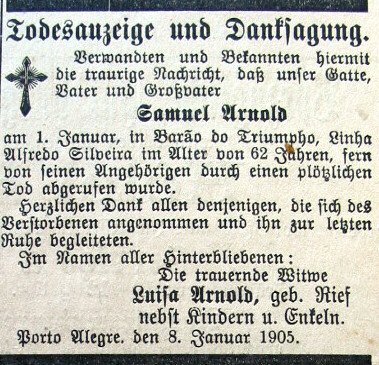 Todesanzeige und Danksagung.
Verwandten und Bekannten hiermit
die traurige Nachricht, daß unser Gatte,
Vater und Großvater
Samuel Arnold
am 1. Januar, in Barão do Triumpho, Linha
Alfredo Silveira im Alter von 62 Jahren, fern
von seinen Angehörigen durch einen plötzlichen
Tod abgerufen wurde.
Herzlichen Dank allen denjenigen, die sich des
Verstorbenen angenommen und ihn zur letzten
Ruhe begleiteten.
Im Namen aller Hinterbliebenen:
Die trauernde Witwe
Luisa Arnold, geb. Rief
nebst Kindern u. Enkeln.
Porto Alegre. den 8. Januar 1905.